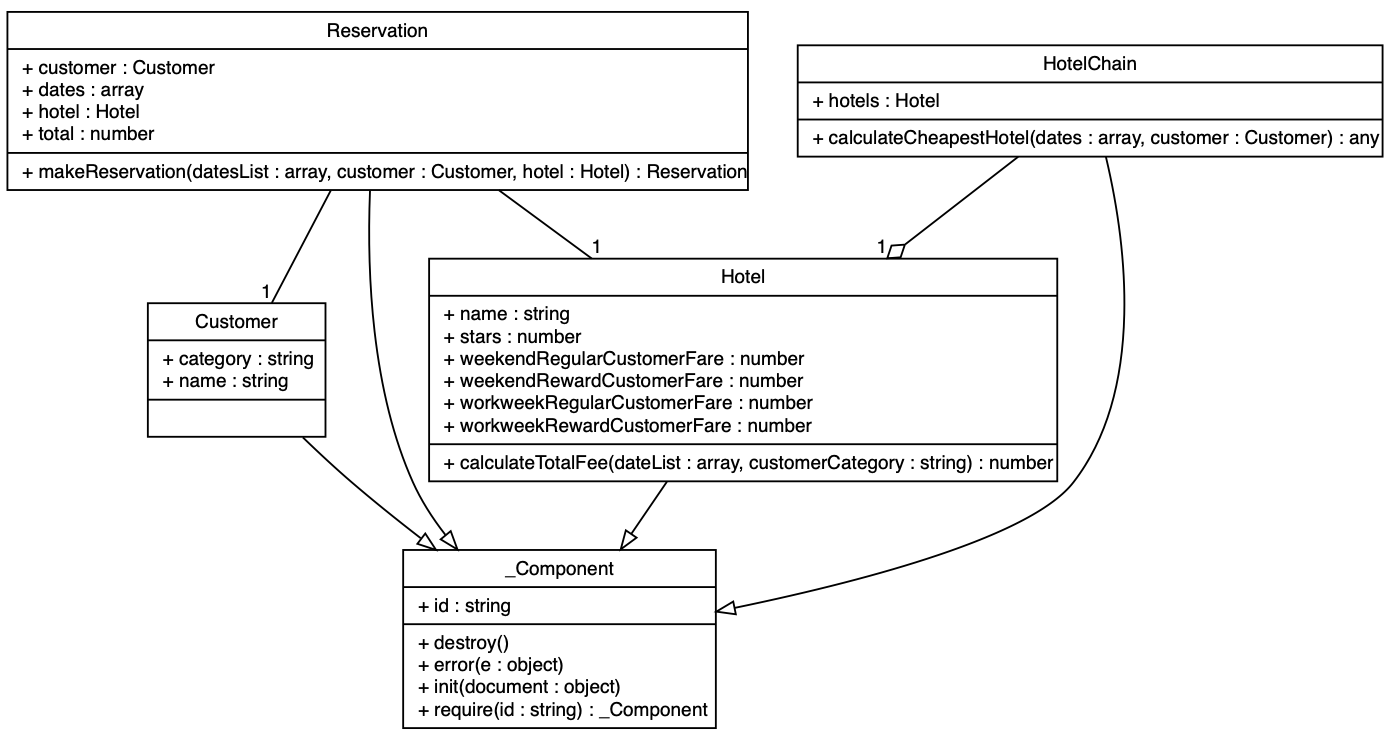 Reservation
+ customer : Customer
+ dates : array
+ hotel : Hotel
+ total : number
+ makeReservation(datesList : array, customer : Customer, hotel : Hotel) : Reservation
HotelChain
+ hotels : Hotel
+ calculateCheapestHotel(dates : array, customer : Customer) : any
1
1
1
Customer
+ category : string
+ name : string
Hotel
+ name : string
+ stars : number
+ weekendRegularCustomerFare : number
+ weekendRewardCustomerFare : number
+ workweekRegularCustomerFare : number
+ workweekRewardCustomerFare : number
+ calculateTotalFee(dateList : array, customerCategory : string) : number
_Component
+ id : string
+ destroy()
+ error(e : object)
+ init(document : object)
+ require(id : string) : _Component